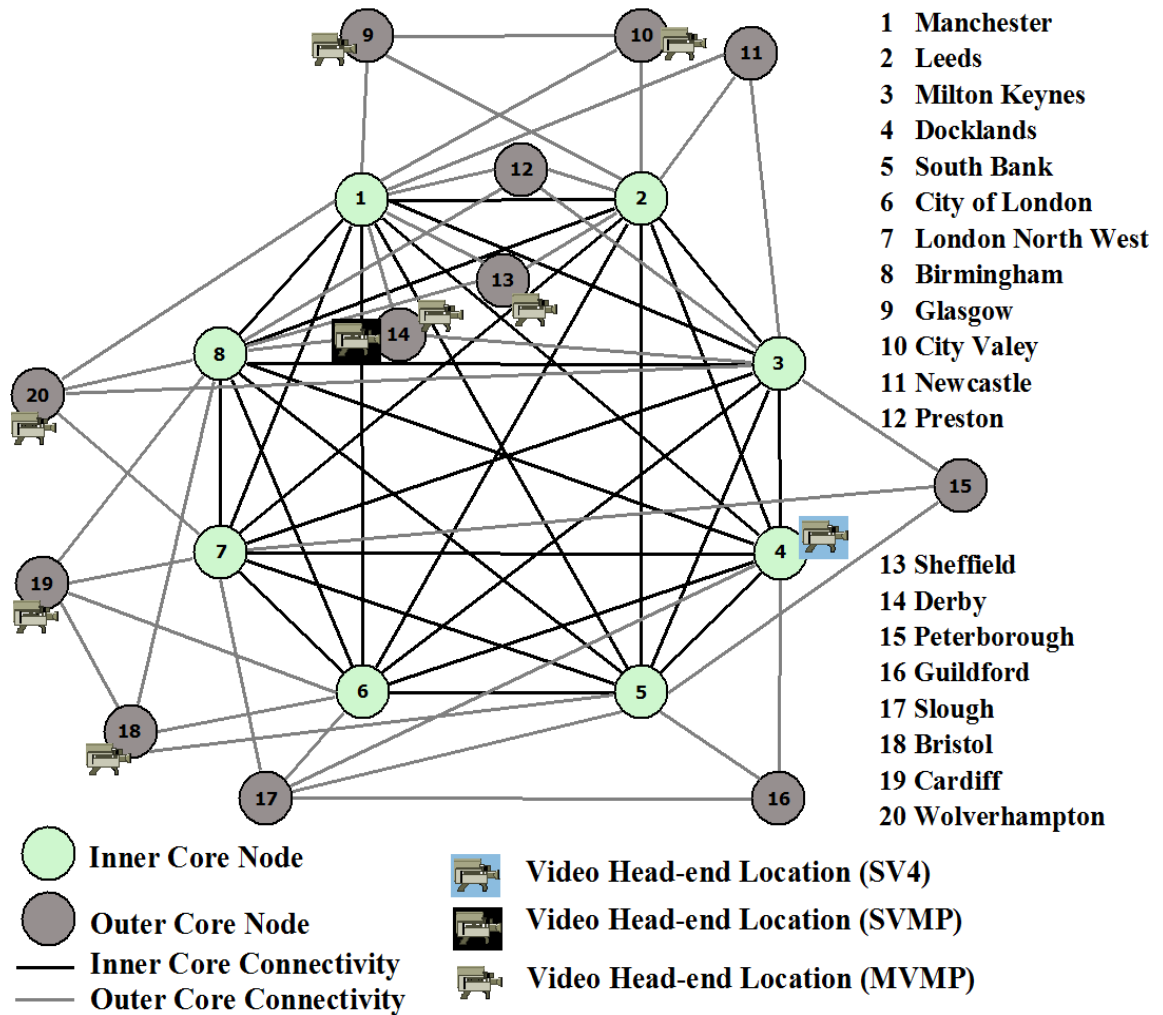 9
10
11
12
1
2
13
14
8
3
20
15
7
4
19
6
5
18
17
16
1 Manchester
2 Leeds
3 Milton Keynes
4 Docklands
5 South Bank
6 City of London
7 London North West
8 Birmingham
9 Glasgow
10 City Valey
11 Newcastle
12 Preston
13 Sheffield
14 Derby
15 Peterborough
16 Guildford
17 Slough
18 Bristol
19 Cardiff
20 Wolverhampton
Inner Core Node
Outer Core Node
Inner Core Connectivity
Outer Core Connectivity
Video Head-end Location (SV4)
Video Head-end Location (SVMP)
Video Head-end Location (MVMP)